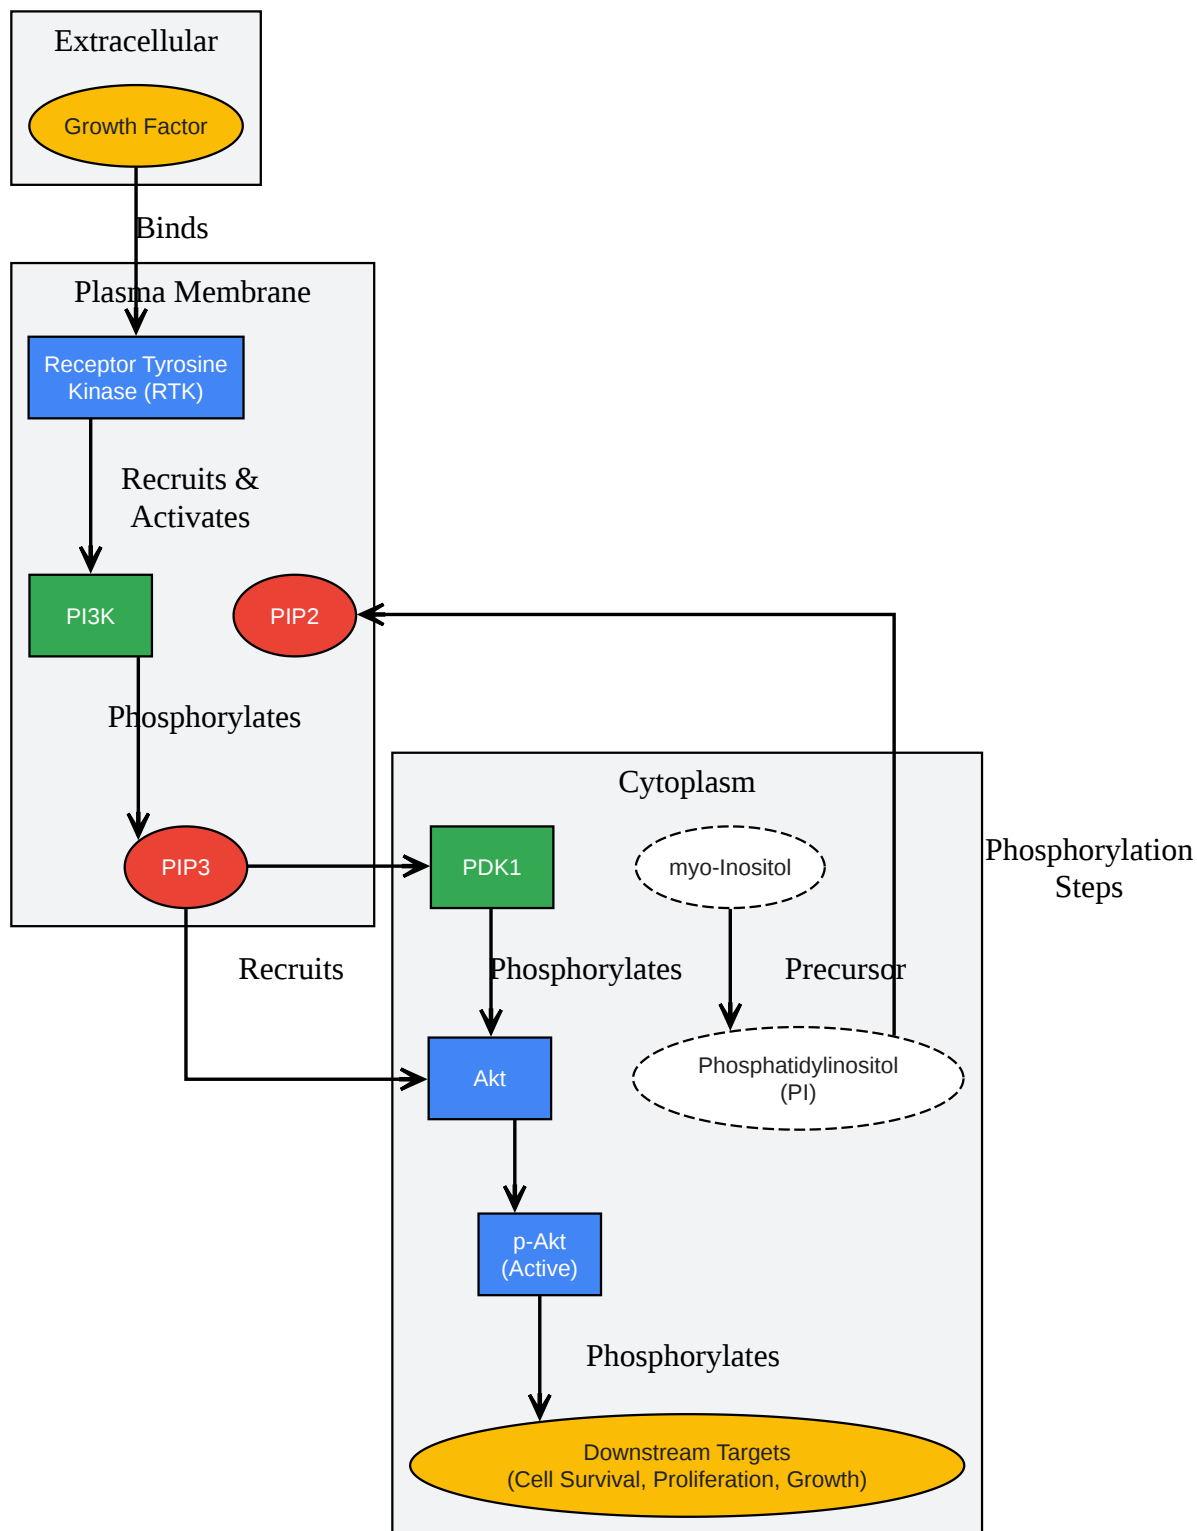 Extracellular
Growth Factor
Binds
Plasma Membrane
Receptor Tyrosine
Kinase (RTK)
Recruits &
Activates
PI3K
PIP2
Phosphorylates
Cytoplasm
PIP3
PDK1
myo-Inositol
Phosphorylation
Steps
Recruits
Phosphorylates
Precursor
Akt
Phosphatidylinositol
(PI)
p-Akt
(Active)
Phosphorylates
Downstream Targets
(Cell Survival, Proliferation, Growth)